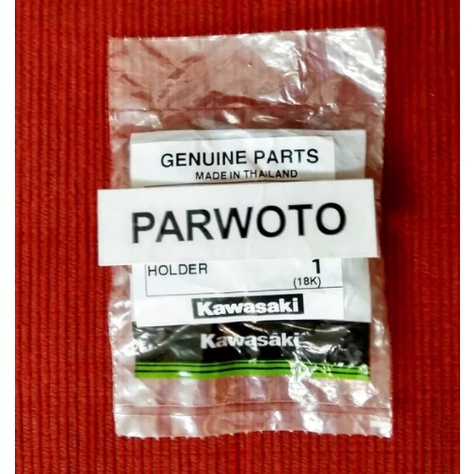 GENUINE PARTS
MADE IN THAILAND
PARWOTO
HOLDER 1
(18K)
Kawasaki
Kawasaki